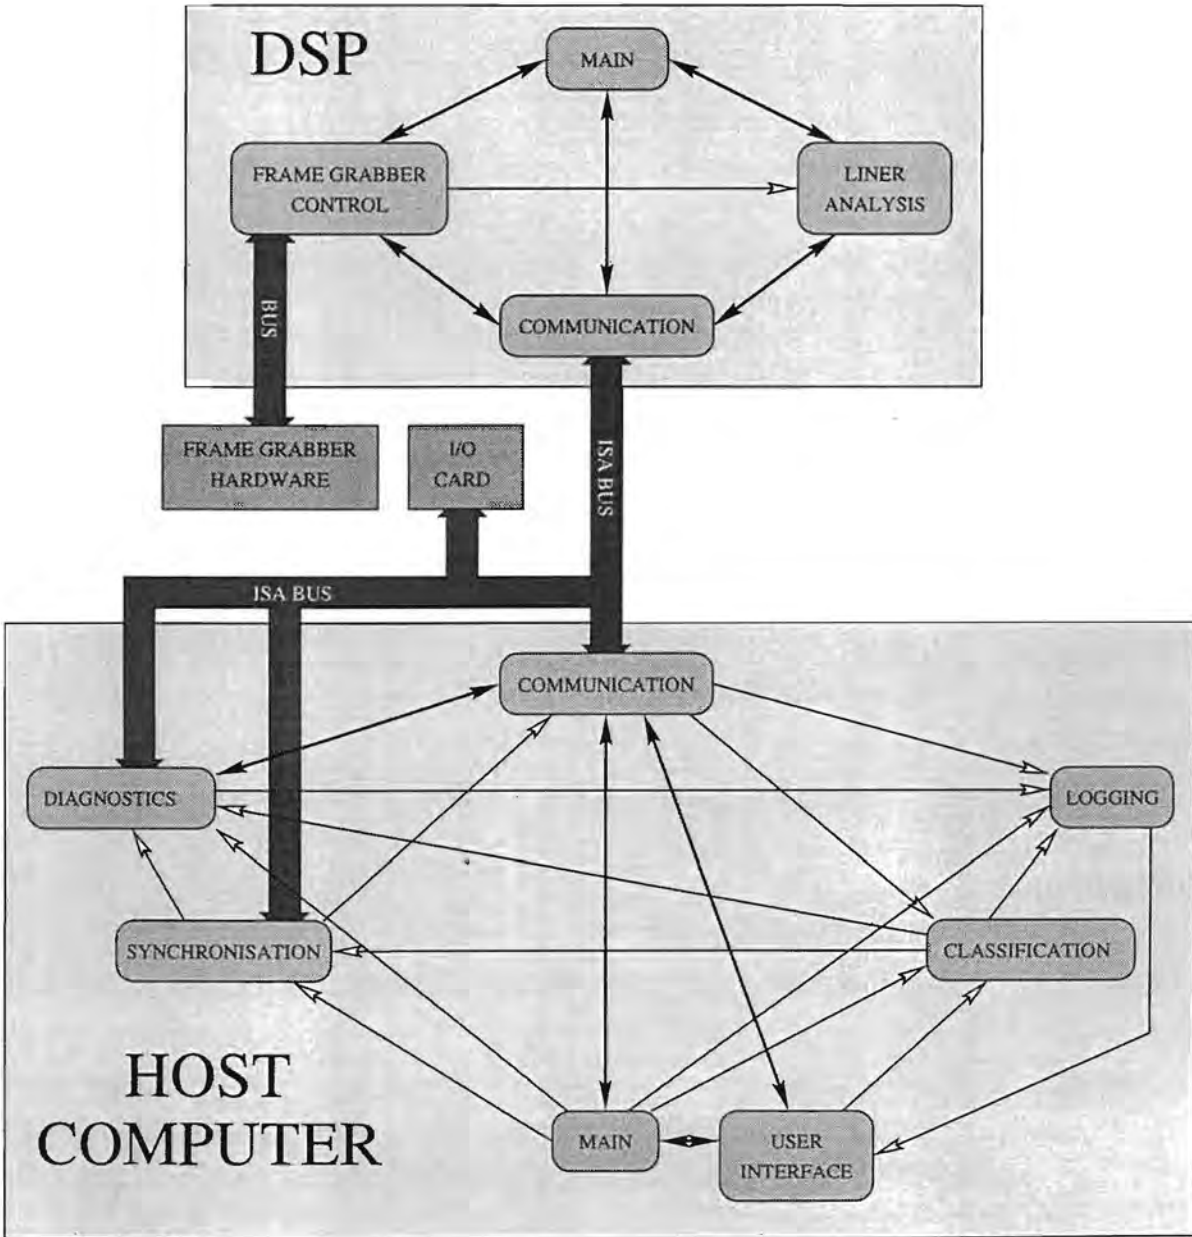 DSP
MAIN
FRAME GRABBER
CONTROL
LINER
ANALYSIS
COMMUNICATION
BUS
FRAME GRABBER
HARDWARE
I/O
CARD
ISA BUS
ISA BUS
COMMUNICATION
DIAGNOSTICS
LOGGING
SYNCHRONISATION
CLASSIFICATION
HOST
COMPUTER
MAIN
USER
INTERFACE